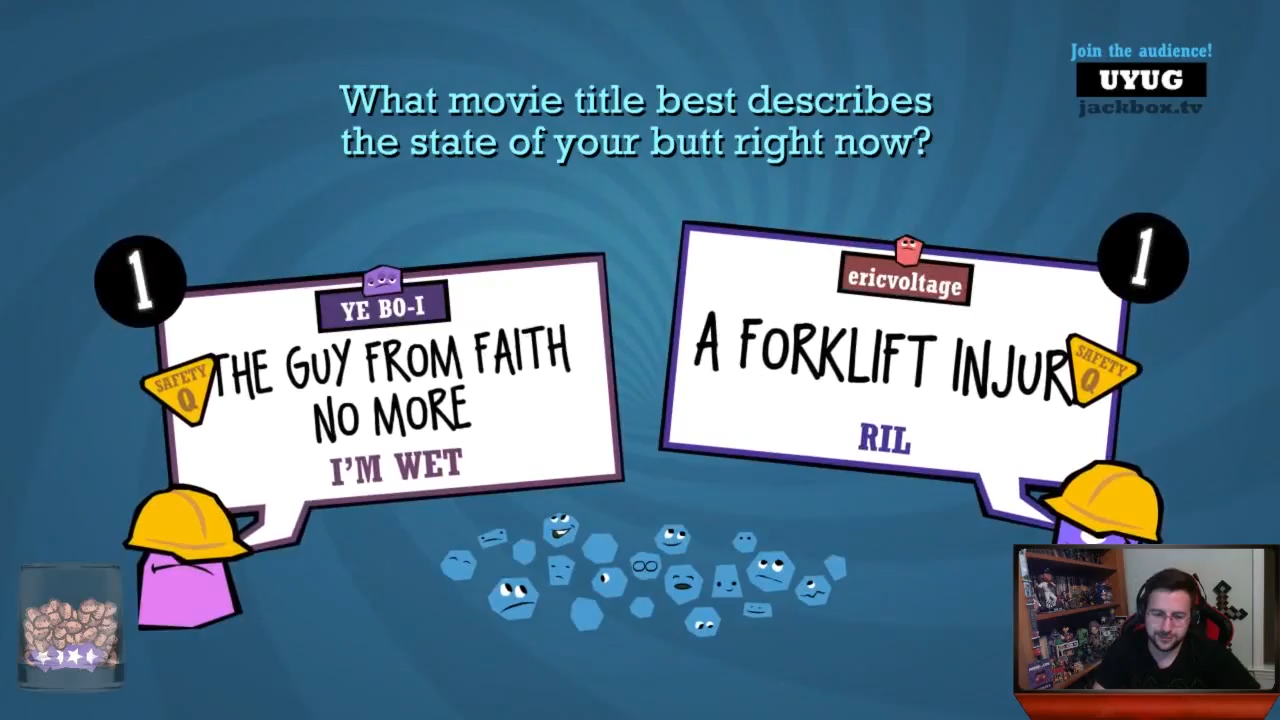 Join the audience!
UYUG
jackbox.tv
What movie title best describes
the state of your butt right now?
1
YE BO-I
THE GUY FROM FAITH
NO MORE
I'M WET
SAFETY
Q
1
ericvoltage
A FORKLIFT INJUR
RIL
SAFETY
Q